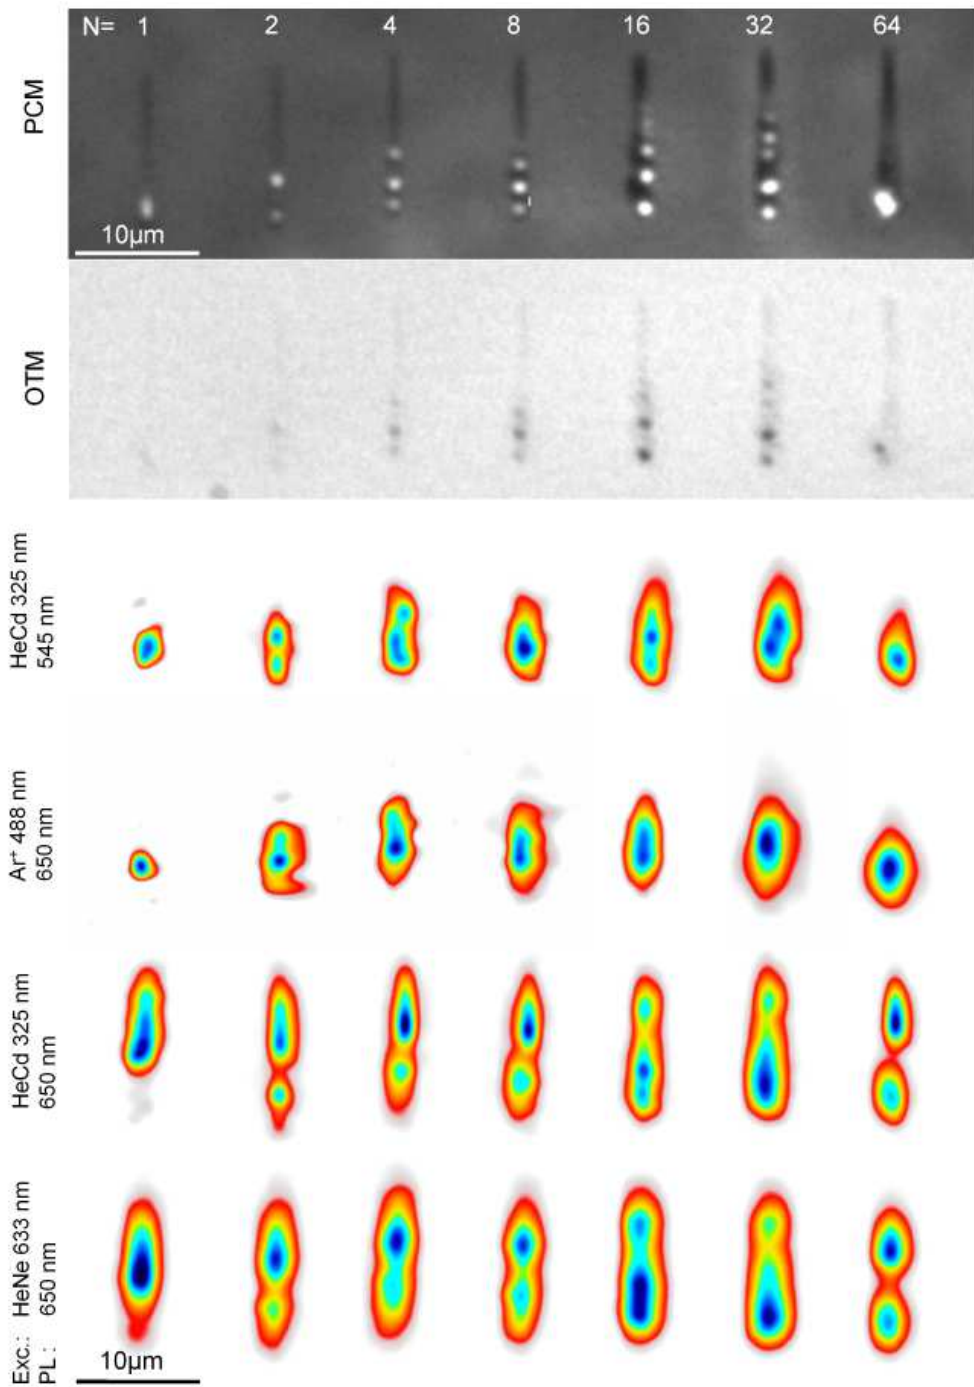 N= 1 2 4 8 16 32 64
PCM
10µm
OTM
HeCd 325 nm
545 nm
Ar⁺ 488 nm
650 nm
HeCd 325 nm
650 nm
Exc.: HeNe 633 nm
PL : 650 nm
10µm